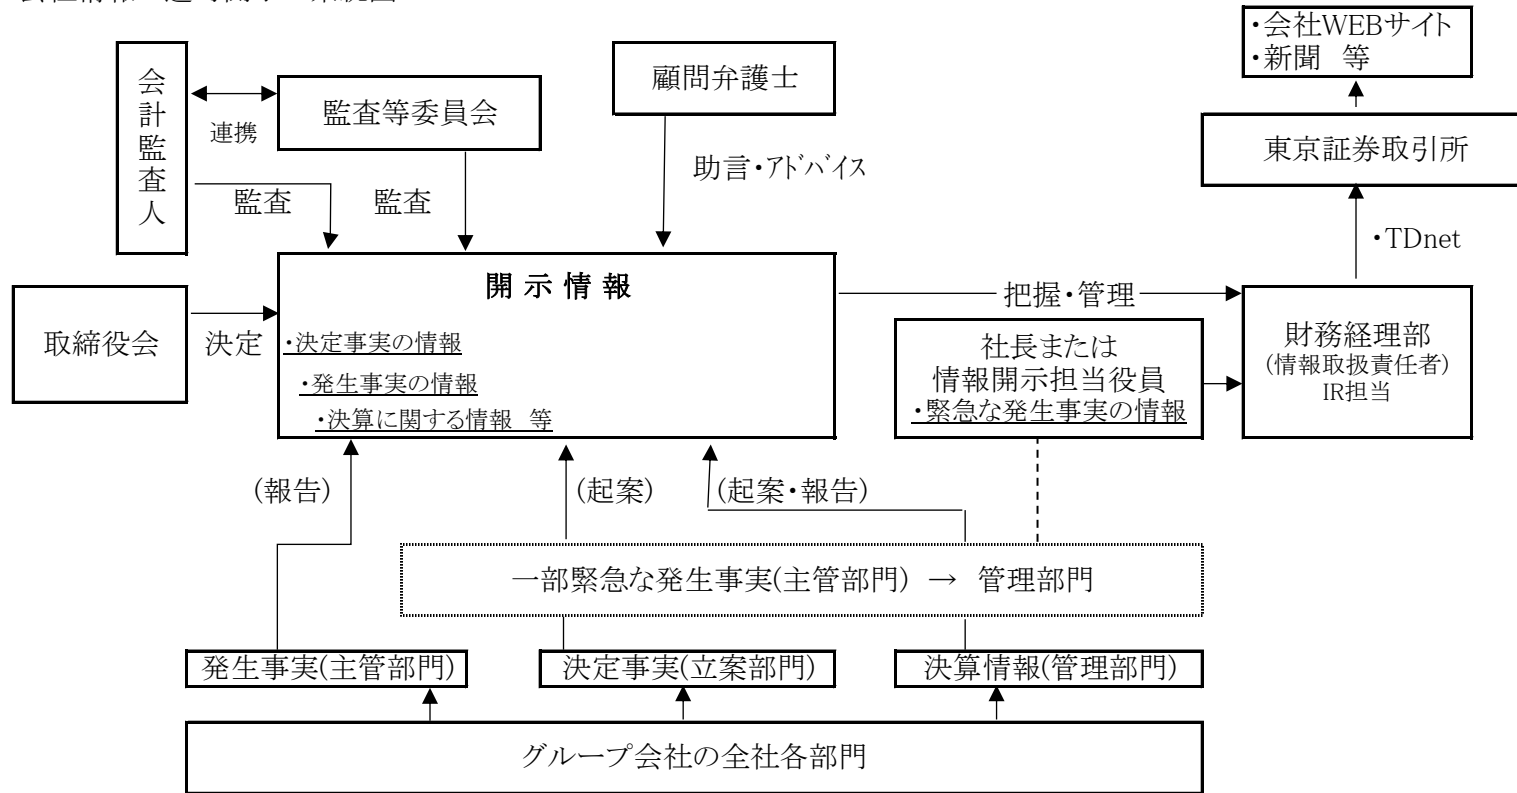 ・会社WEBサイト
・新聞 等
会計監査人
連携
監査等委員会
顧問弁護士
東京証券取引所
監査
監査
助言・アドバイス
・TDnet
開示情報
取締役会
決定
・決定事実の情報
・発生事実の情報
・決算に関する情報 等
把握・管理
社長または
情報開示担当役員
・緊急な発生事実の情報
財務経理部
(情報取扱責任者)
IR担当
(報告)
(起案)
(起案・報告)
一部緊急な発生事実(主管部門) → 管理部門
発生事実(主管部門)
決定事実(立案部門)
決算情報(管理部門)
グループ会社の全社各部門